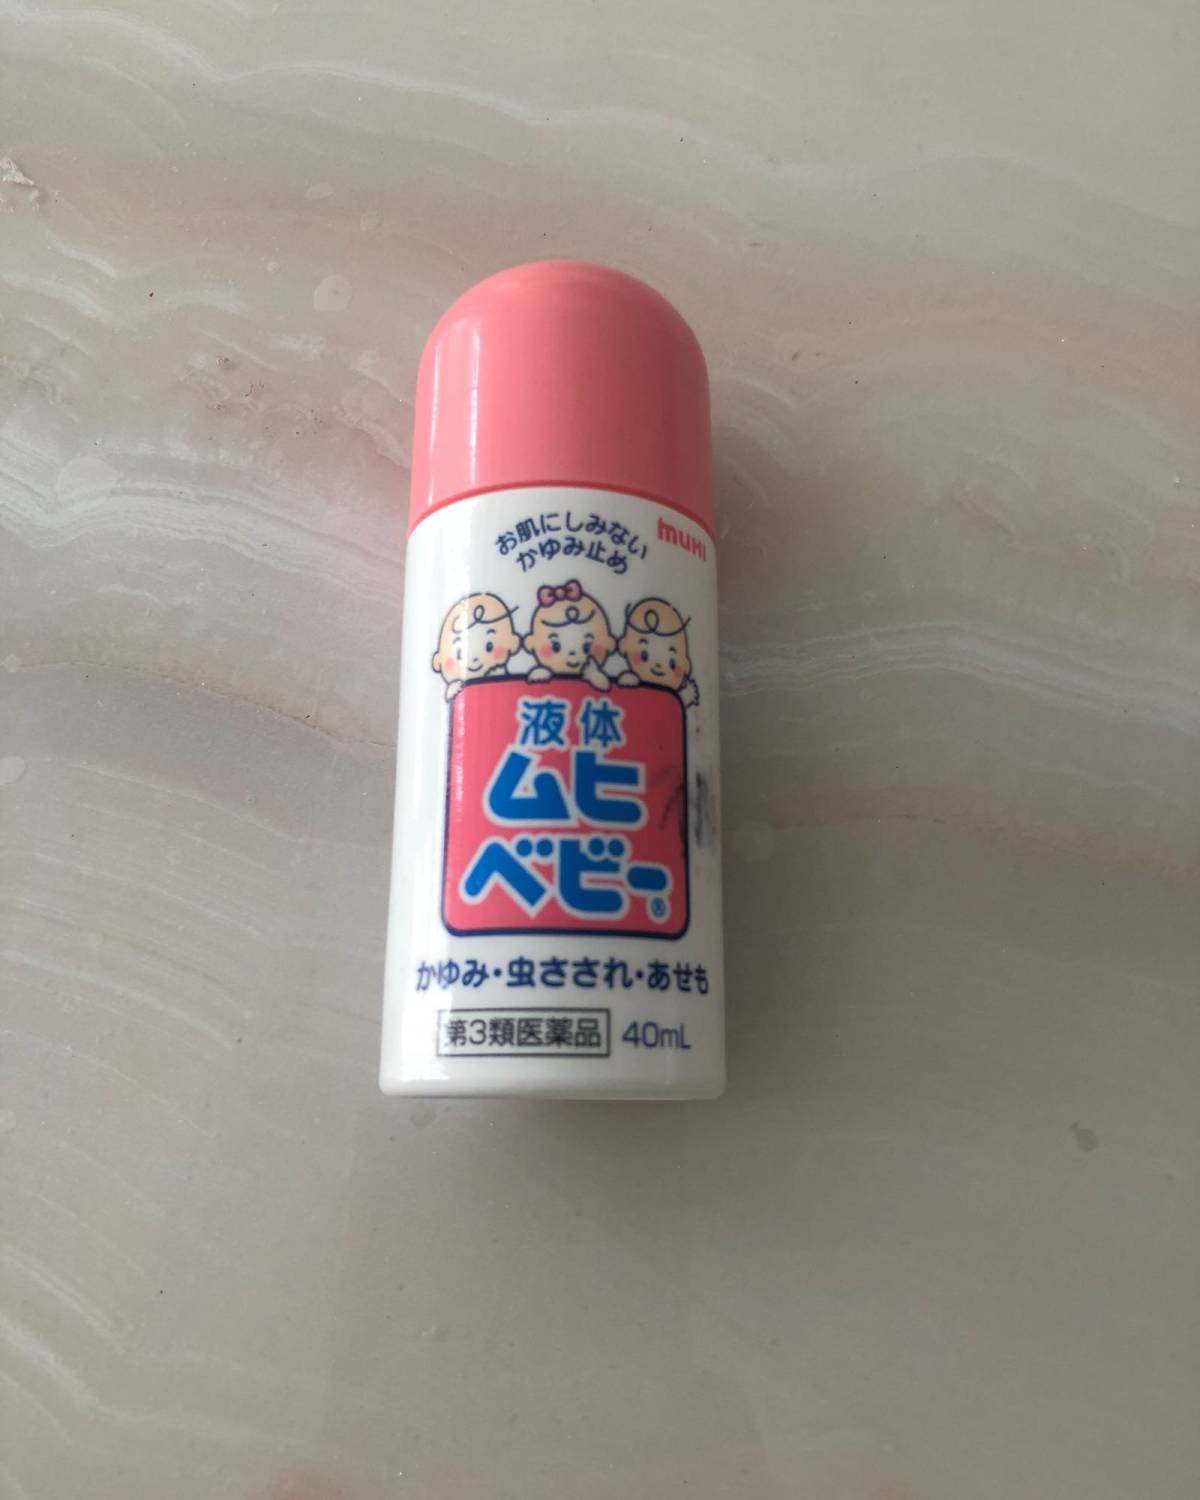 お肌にしみない
かゆみ止め
MUHI
液体
ムヒ
ベビー®
かゆみ・虫さされ・あせも
第3類医薬品 40mL